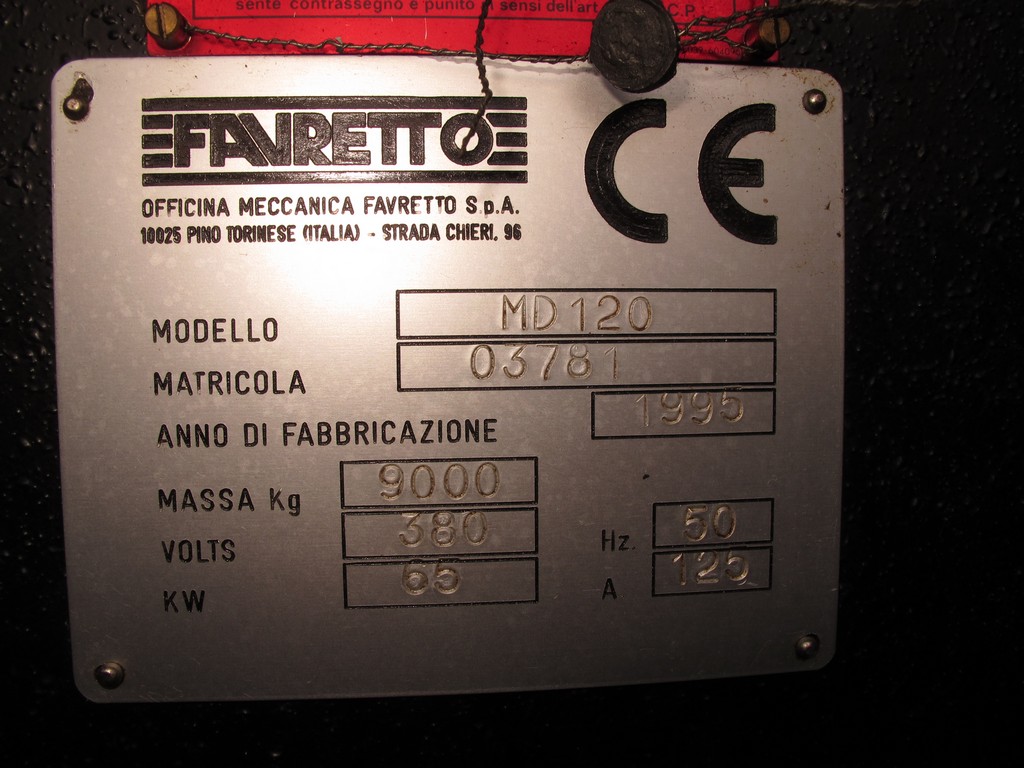 sente contrassegno è punito ai sensi dell'art. C.P.
FAVRETTO CE
OFFICINA MECCANICA FAVRETTO S.p.A.
10025 PINO TORINESE (ITALIA) - STRADA CHIERI, 96
MODELLO MD120
MATRICOLA 03781
ANNO DI FABBRICAZIONE 1995
MASSA Kg 9000
VOLTS 380 Hz. 50
KW 65 A 125